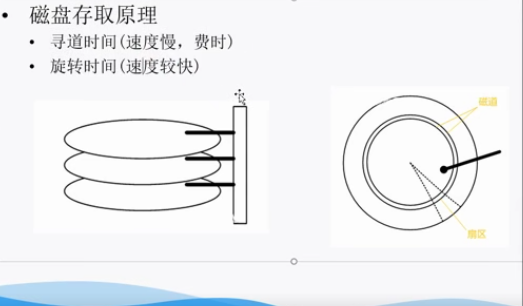 • 磁盘存取原理
• 寻道时间(速度慢，费时)
• 旋转时间(速度较快)
磁道
扇区